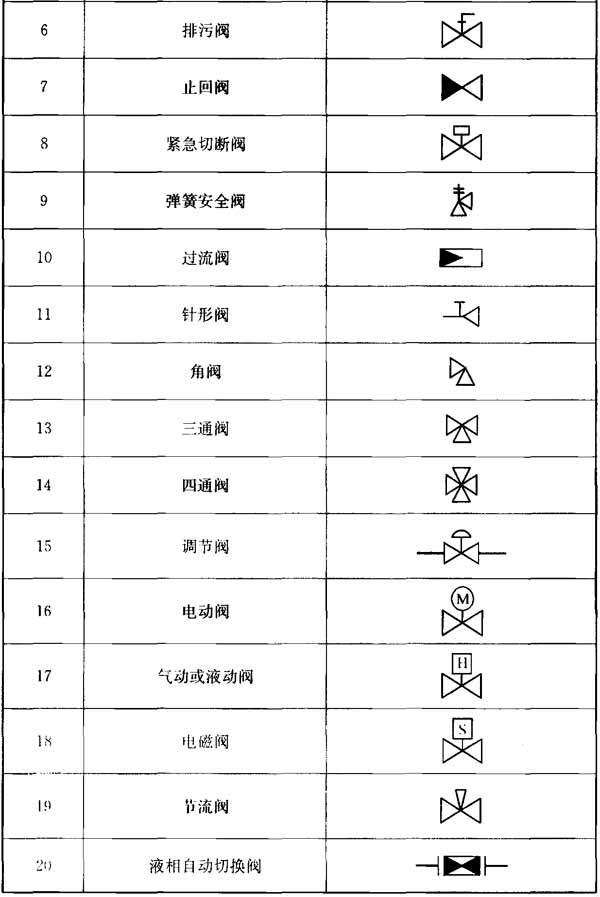 6 排污阀
7 止回阀
8 紧急切断阀
9 弹簧安全阀
10 过流阀
11 针形阀
12 角阀
13 三通阀
14 四通阀
15 调节阀
16 电动阀 M
17 气动或液动阀 H
18 电磁阀 S
19 节流阀
20 液相自动切换阀